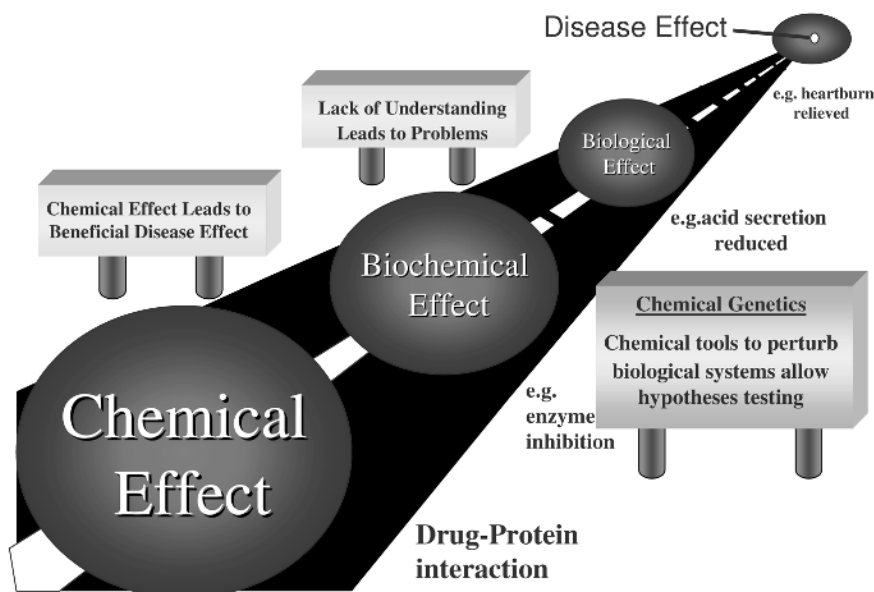 Disease Effect
e.g. heartburn
relieved
Lack of Understanding
Leads to Problems
Biological
Effect
Chemical Effect Leads to
Beneficial Disease Effect
e.g.acid secretion
reduced
Biochemical
Effect
Chemical Genetics
Chemical tools to perturb
biological systems allow
hypotheses testing
e.g.
enzyme
inhibition
Chemical
Effect
Drug-Protein
interaction